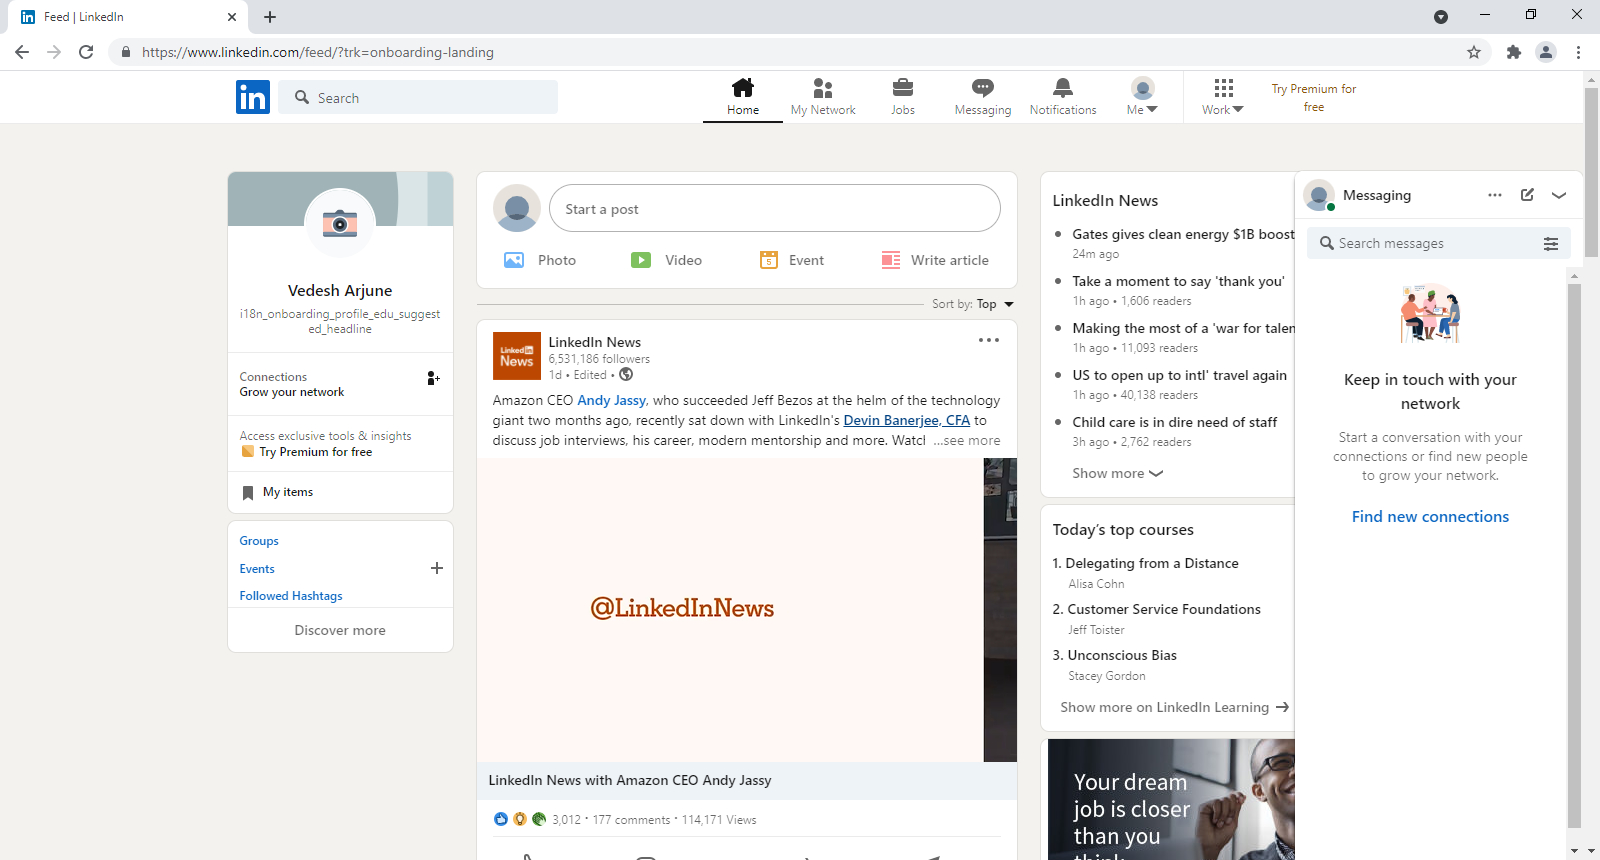 Feed | LinkedIn
https://www.linkedin.com/feed/?trk=onboarding-landing
in
Search
Home
My Network
Jobs
Messaging
Notifications
Me
Work
Try Premium for
free
Vedesh Arjune
i18n_onboarding_profile_edu_suggest
ed_headline
Connections
Grow your network
Access exclusive tools & insights
Try Premium for free
My items
Groups
Events
Followed Hashtags
Discover more
Start a post
Photo
Video
Event
Write article
Sort by: Top
LinkedIn
News
LinkedIn News
6,531,186 followers
1d • Edited •
Amazon CEO Andy Jassy, who succeeded Jeff Bezos at the helm of the technology
giant two months ago, recently sat down with LinkedIn's Devin Banerjee, CFA to
discuss job interviews, his career, modern mentorship and more. Watch …see more
@LinkedInNews
LinkedIn News with Amazon CEO Andy Jassy
3,012 • 177 comments • 114,171 Views
LinkedIn News
Gates gives clean energy $1B boost
24m ago
Take a moment to say 'thank you'
1h ago • 1,606 readers
Making the most of a 'war for talen
1h ago • 11,093 readers
US to open up to intl' travel again
1h ago • 40,138 readers
Child care is in dire need of staff
3h ago • 2,762 readers
Show more
Today's top courses
1. Delegating from a Distance
Alisa Cohn
2. Customer Service Foundations
Jeff Toister
3. Unconscious Bias
Stacey Gordon
Show more on LinkedIn Learning
Your dream
job is closer
than you
think
Messaging
Search messages
Keep in touch with your
network
Start a conversation with your
connections or find new people
to grow your network.
Find new connections